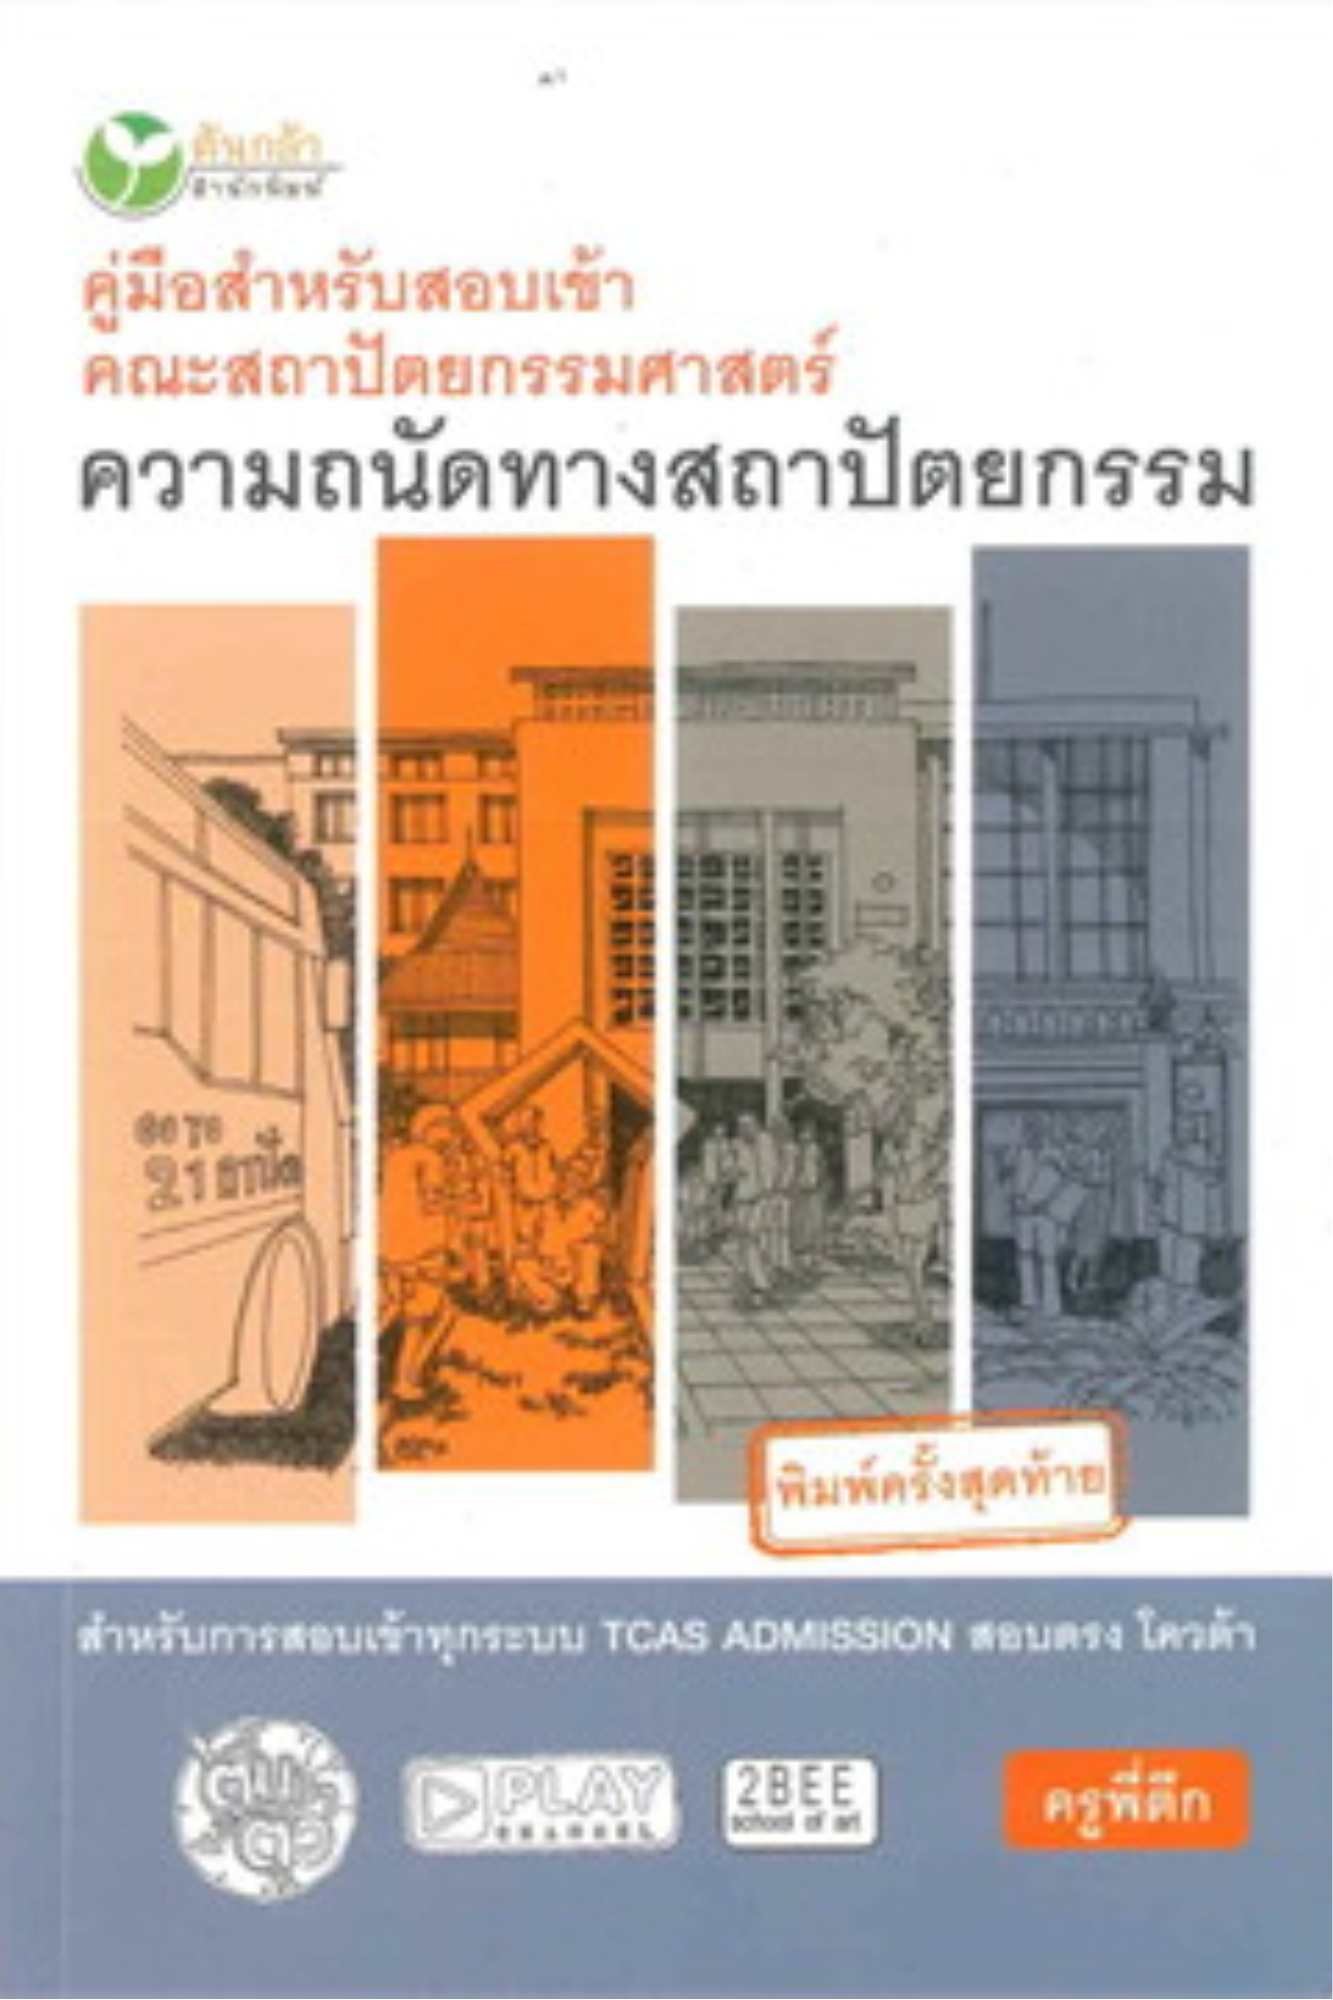 ต้นกล้า
สำนักพิมพ์
คู่มือสำหรับสอบเข้า
คณะสถาปัตยกรรมศาสตร์
ความถนัดทางสถาปัตยกรรม
21
พิมพ์ครั้งสุดท้าย
สำหรับการสอบเข้าทุกระบบ TCAS ADMISSION สอบตรง โควต้า
PLAY
CHANNEL
2BEE
school of art
ครูพี่ตึก